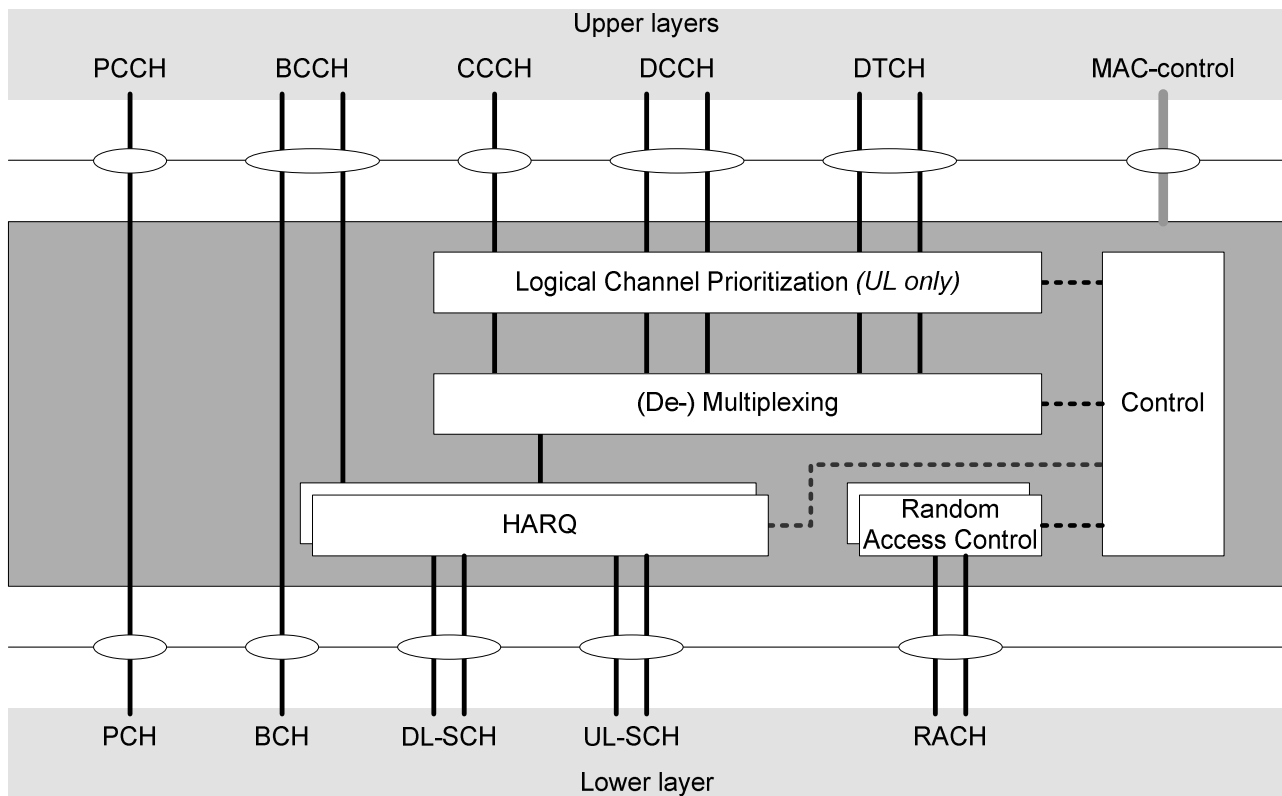 Upper layers
PCCH BCCH CCCH DCCH DTCH MAC-control
Logical Channel Prioritization (UL only)
(De-) Multiplexing
Control
HARQ
Random
Access Control
PCH BCH DL-SCH UL-SCH RACH
Lower layer